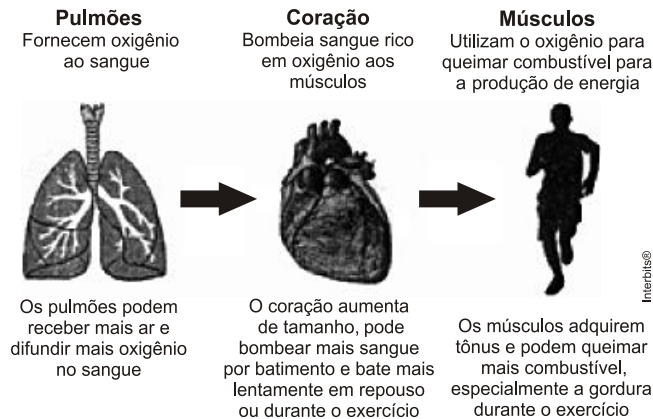 Pulmões
Fornecem oxigênio
ao sangue
Coração
Bombeia sangue rico
em oxigênio aos
músculos
Músculos
Utilizam o oxigênio para
queimar combustível para
a produção de energia
Interbits®
Os pulmões podem
receber mais ar e
difundir mais oxigênio
no sangue
O coração aumenta
de tamanho, pode
bombear mais sangue
por batimento e bate mais
lentamente em repouso
ou durante o exercício
Os músculos adquirem
tônus e podem queimar
mais combustível,
especialmente a gordura
durante o exercício